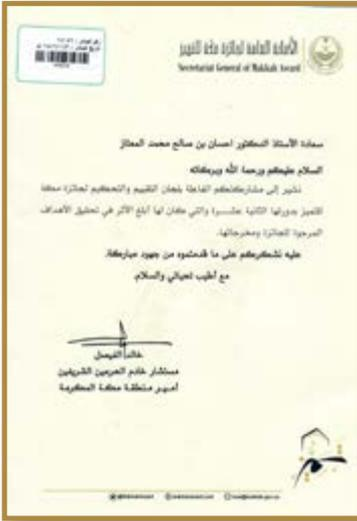 الأمانة العامة لجائزة مكة للتميز
Secretariat General of Makkah Award
سعادة الأستاذ الدكتور احسان بن صالح محمد المعتاز
السلام عليكم ورحمة الله وبركاته
نشير إلى مشاركتكم الفاعلة بلجان التقييم والتحكيم لجائزة مكة
للتميز بدورتها الثانية عشرة والتي كان لها أبلغ الأثر في تحقيق الأهداف
المرجوة للجائزة ومخرجاتها.
عليه نشكركم على ما قدمتموه من جهود مباركة.
مع أطيب تحياتي والسلام.
خالد الفيصل
مستشار خادم الحرمين الشريفين
أمير منطقة مكة المكرمة